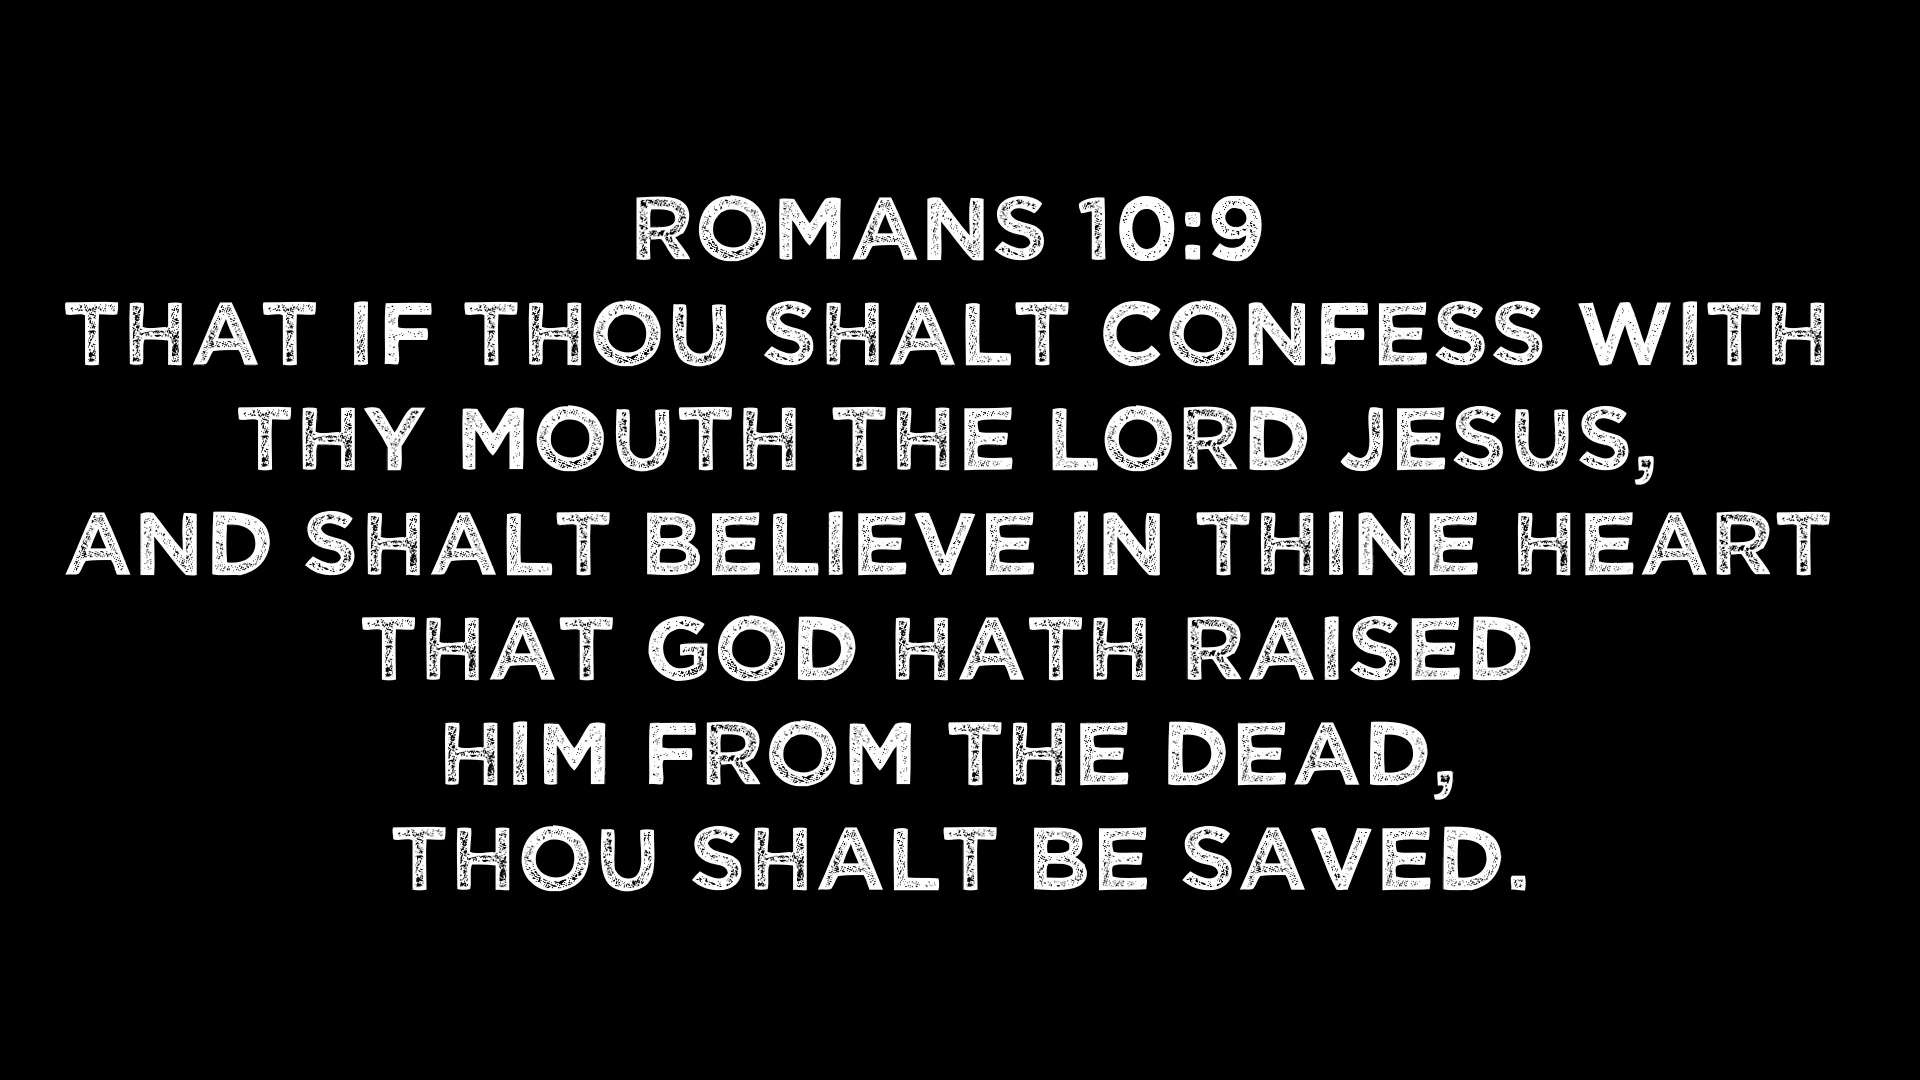 ROMANS 10:9
THAT IF THOU SHALT CONFESS WITH
THY MOUTH THE LORD JESUS,
AND SHALT BELIEVE IN THINE HEART
THAT GOD HATH RAISED
HIM FROM THE DEAD,
THOU SHALT BE SAVED.